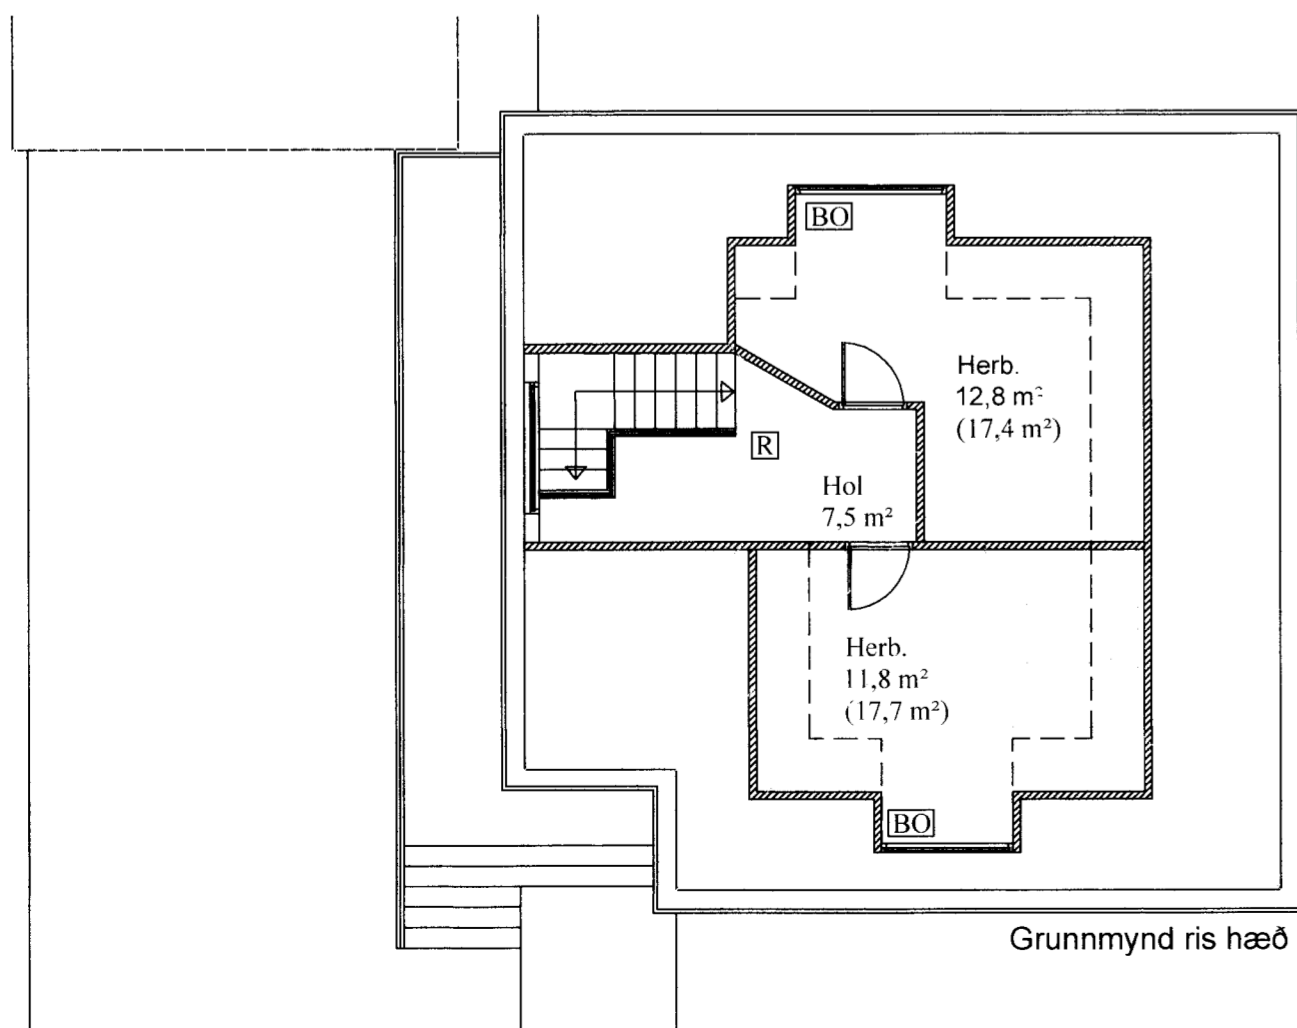 BO
Herb.
12,8 m²
(17,4 m²)
R
Hol
7,5 m²
Herb.
11,8 m²
(17,7 m²)
BO
Grunnmynd ris hæð